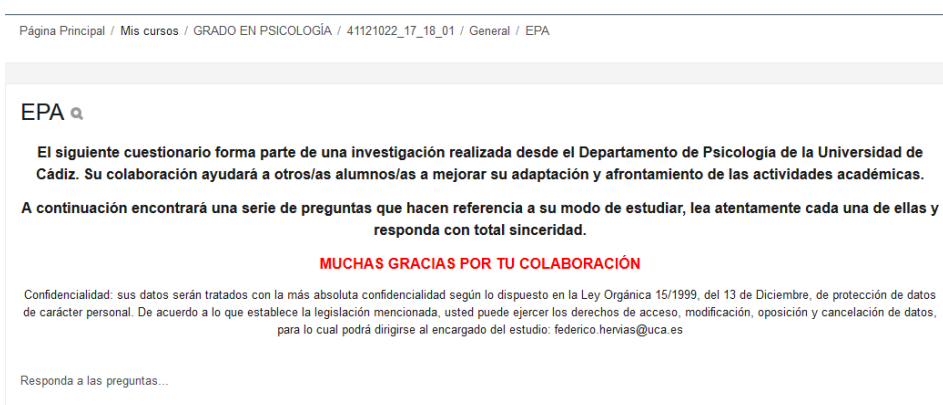 Página Principal / Mis cursos / GRADO EN PSICOLOGÍA / 41121022_17_18_01 / General / EPA
EPA
El siguiente cuestionario forma parte de una investigación realizada desde el Departamento de Psicología de la Universidad de
Cádiz. Su colaboración ayudará a otros/as alumnos/as a mejorar su adaptación y afrontamiento de las actividades académicas.
A continuación encontrará una serie de preguntas que hacen referencia a su modo de estudiar, lea atentamente cada una de ellas y
responda con total sinceridad.
MUCHAS GRACIAS POR TU COLABORACIÓN
Confidencialidad: sus datos serán tratados con la más absoluta confidencialidad según lo dispuesto en la Ley Orgánica 15/1999, del 13 de Diciembre, de protección de datos
de carácter personal. De acuerdo a lo que establece la legislación mencionada, usted puede ejercer los derechos de acceso, modificación, oposición y cancelación de datos,
para lo cual podrá dirigirse al encargado del estudio: federico.hervias@uca.es
Responda a las preguntas...